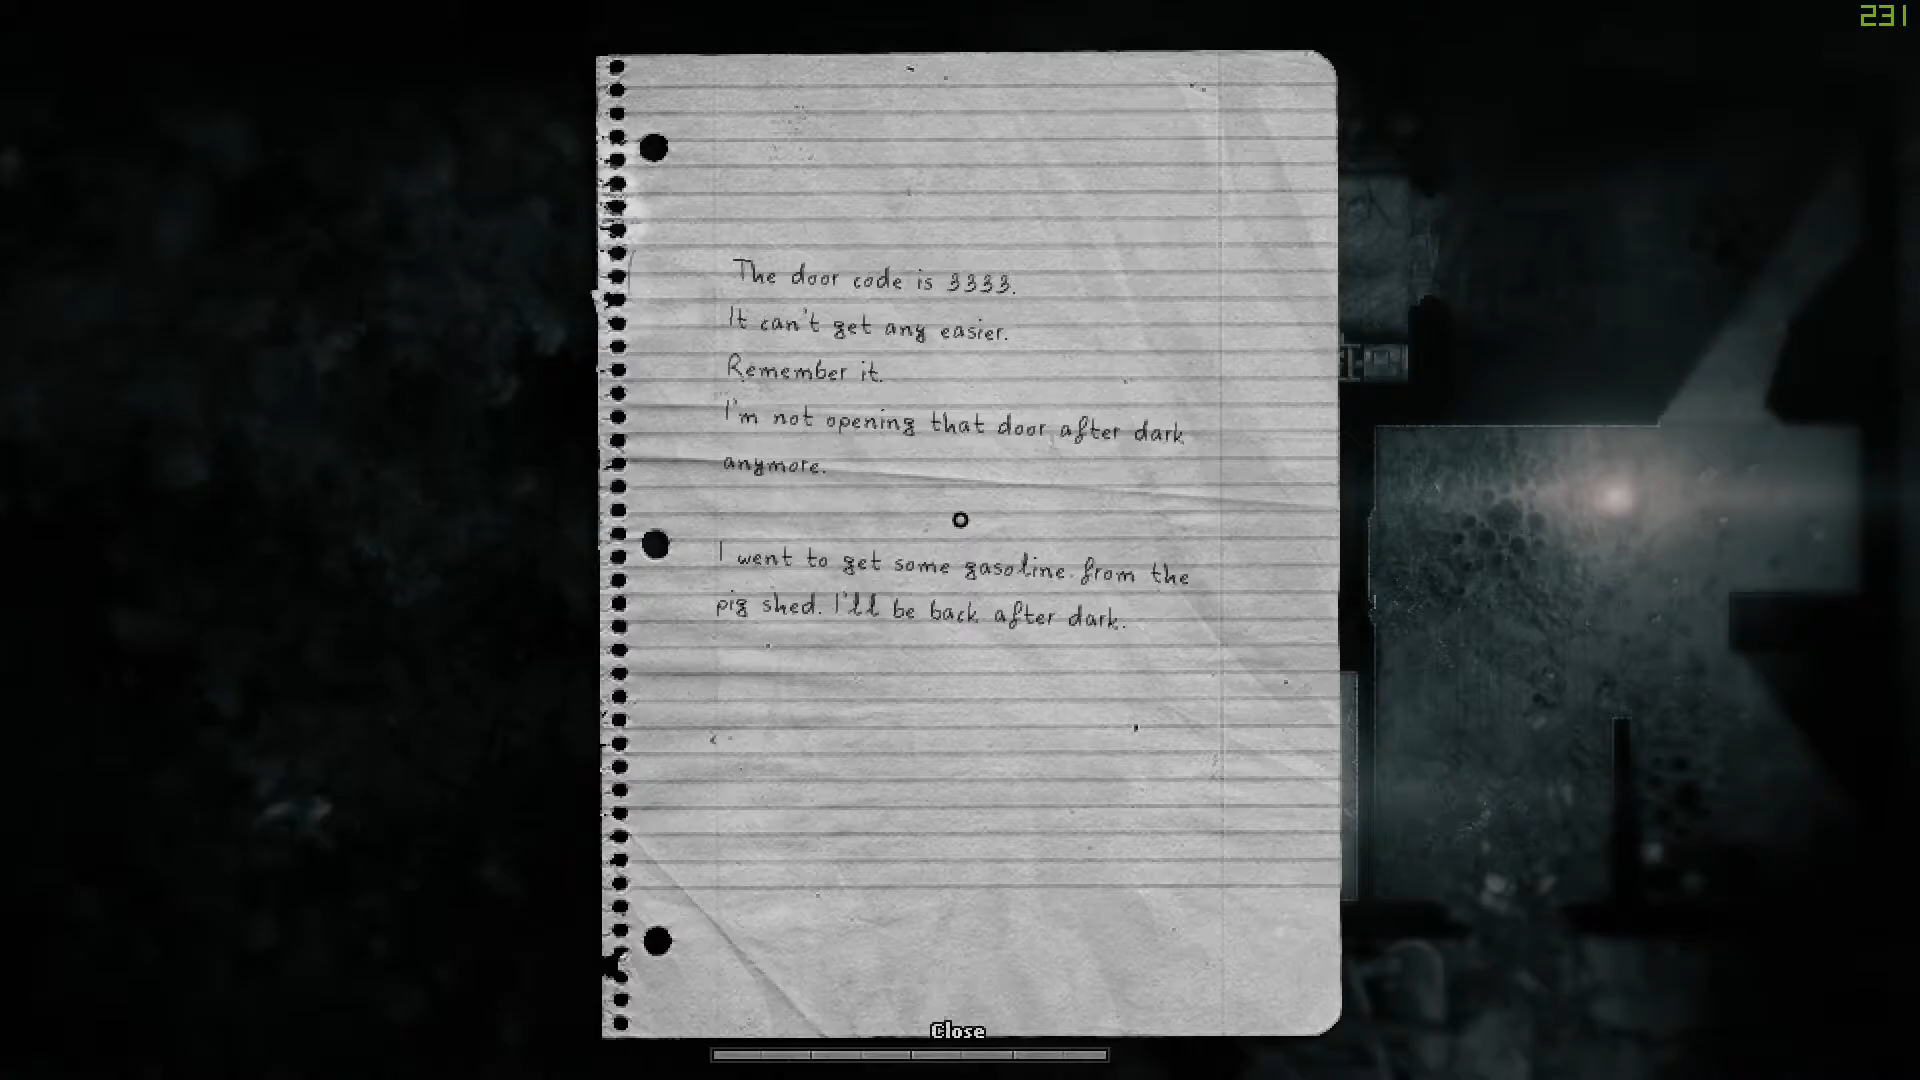 231
The door code is 3333.
It can't get any easier.
Remember it.
I'm not opening that door after dark
anymore.
I went to get some gasoline from the
pig shed. I'll be back after dark.
Close